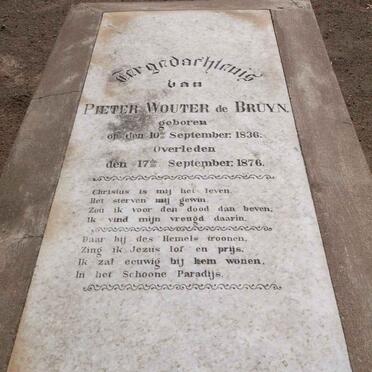 Ter gedachtenis
van
PIETER WOUTER de BRUYN.
geboren
op den 10den September, 1836.
Overleden
den 17den September, 1876.
Christus is mij het leven,
Het sterven mij gewin.
Zou ik voor den dood dan beven,
Ik vind mijn vreugd daarin.
Daar bij des Hemels troonen,
Zing ik Jezus lof en prijs.
Ik zal eeuwig bij hem wonen,
In het Schoone Paradijs.